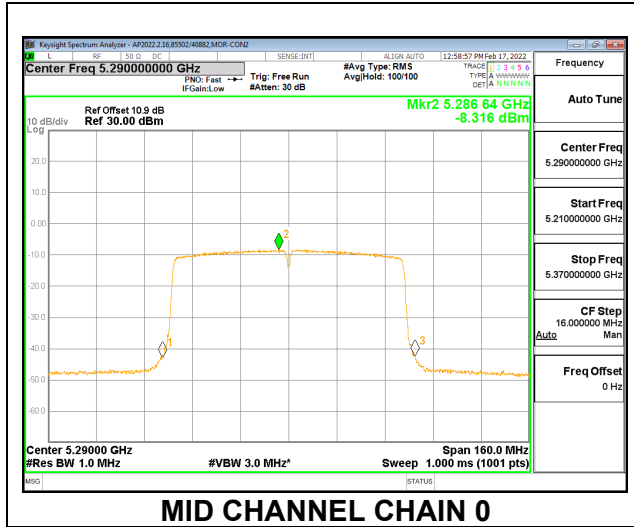 Keysight Spectrum Analyzer - AP2022.2.16,85502/40882,MOR-CON2
L RF 50 Ω DC SENSE:INT ALIGN AUTO 12:58:57 PM Feb 17, 2022
Center Freq 5.290000000 GHz
PNO: Fast
IFGain:Low
Trig: Free Run
#Atten: 30 dB
#Avg Type: RMS
Avg|Hold: 100/100
TRACE 1 2 3 4 5 6
TYPE A WWWWW
DET A N N N N N
Frequency
Ref Offset 10.9 dB
Ref 30.00 dBm
10 dB/div
Log
Mkr2 5.286 64 GHz
-8.316 dBm
20.0
10.0
0.00
-10.0
-20.0
-30.0
-40.0
-50.0
-60.0
2
1
3
Center 5.29000 GHz
Span 160.0 MHz
#Res BW 1.0 MHz
#VBW 3.0 MHz*
Sweep 1.000 ms (1001 pts)
MSG
STATUS
Auto Tune
Center Freq
5.290000000 GHz
Start Freq
5.210000000 GHz
Stop Freq
5.370000000 GHz
CF Step
16.000000 MHz
Auto Man
Freq Offset
0 Hz
MID CHANNEL CHAIN 0